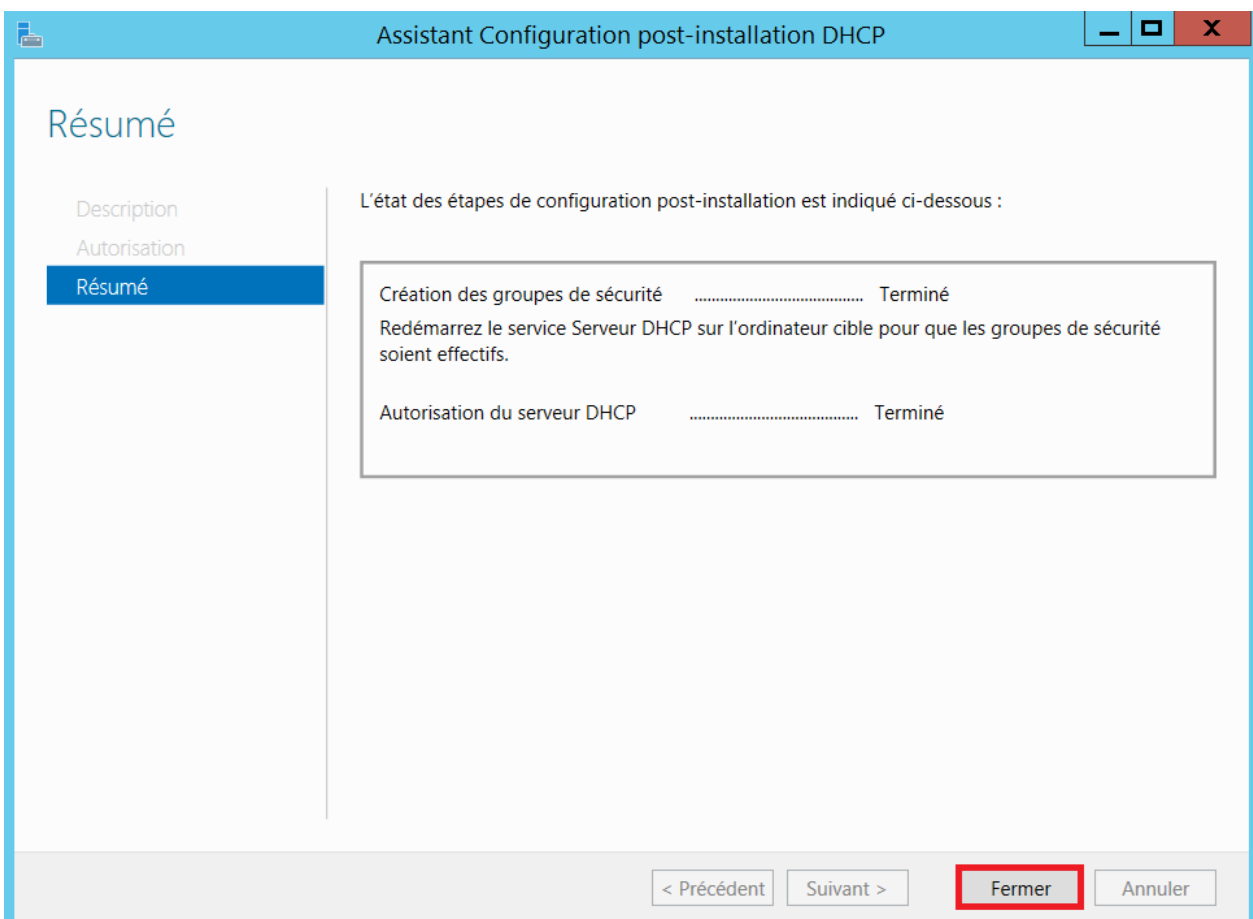 Assistant Configuration post-installation DHCP
Résumé
Description
Autorisation
Résumé
L'état des étapes de configuration post-installation est indiqué ci-dessous :
Création des groupes de sécurité ........................................ Terminé
Redémarrez le service Serveur DHCP sur l'ordinateur cible pour que les groupes de sécurité
soient effectifs.
Autorisation du serveur DHCP ........................................ Terminé
< Précédent
Suivant >
Fermer
Annuler